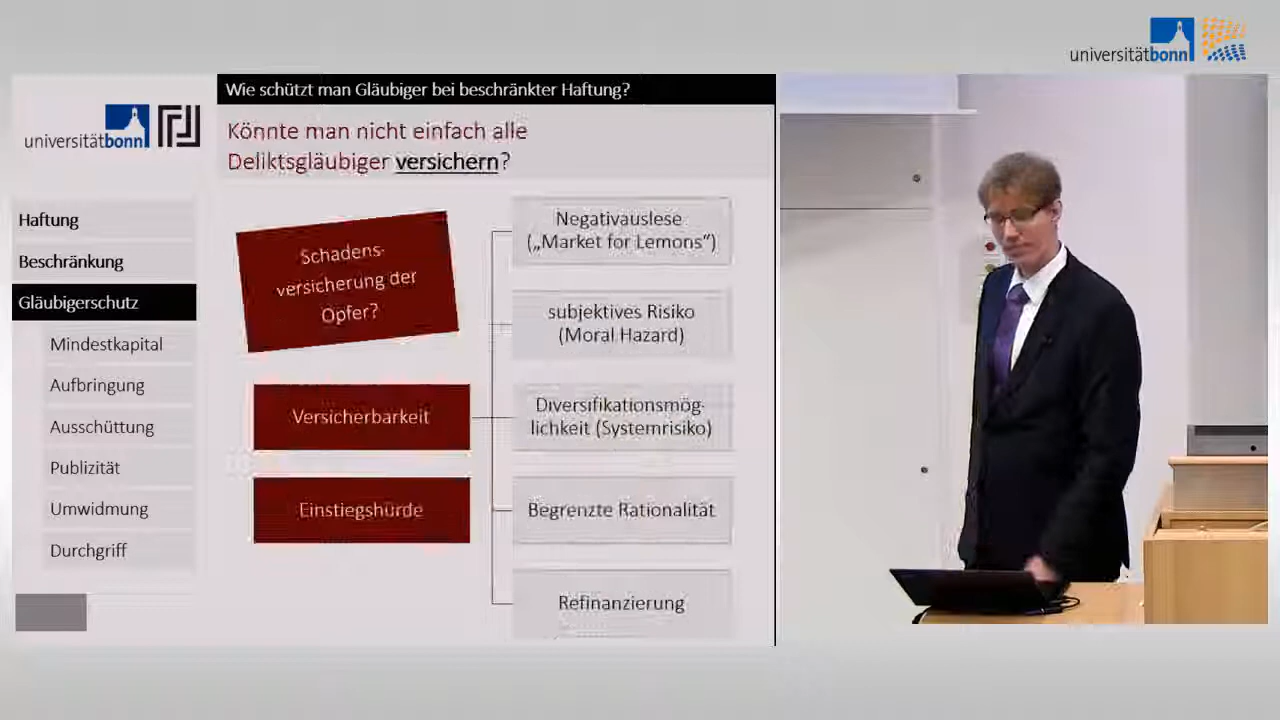 universitätbonn
universitätbonn
Haftung
Beschränkung
Gläubigerschutz
Mindestkapital
Aufbringung
Ausschüttung
Publizität
Umwidmung
Durchgriff
Wie schützt man Gläubiger bei beschränkter Haftung?
Könnte man nicht einfach alle
Deliktsgläubiger versichern?
Schadens-
versicherung der
Opfer?
Versicherbarkeit
Einstiegshürde
Negativauslese
(„Market for Lemons“)
subjektives Risiko
(Moral Hazard)
Diversifikationsmög-
lichkeit (Systemrisiko)
Begrenzte Rationalität
Refinanzierung